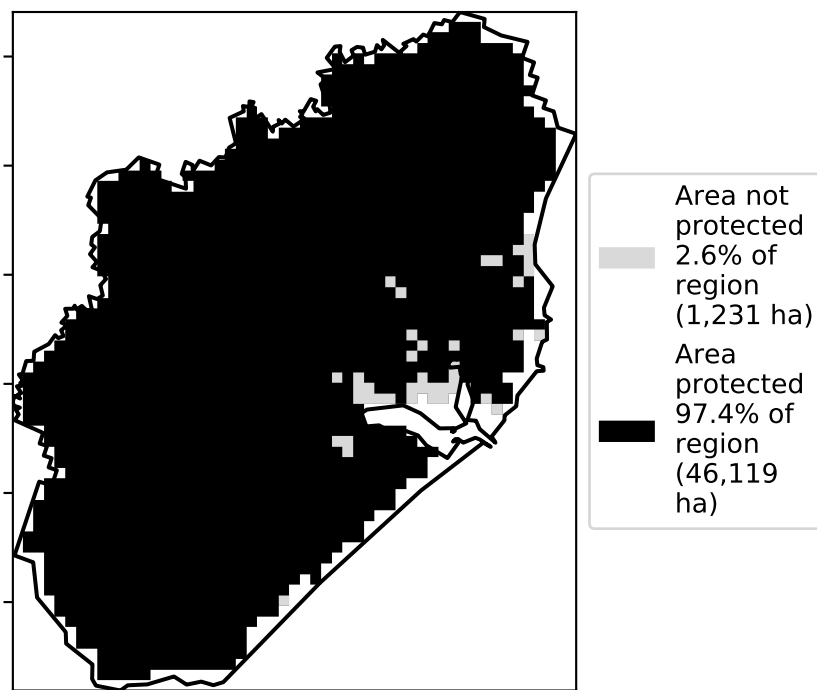 Area not
protected
2.6% of
region
(1,231 ha)
Area
protected
97.4% of
region
(46,119
ha)